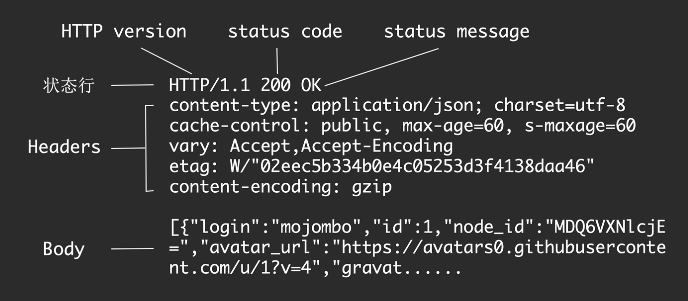 HTTP version status code status message
状态行 HTTP/1.1 200 OK
content-type: application/json; charset=utf-8
cache-control: public, max-age=60, s-maxage=60
vary: Accept,Accept-Encoding
Headers
etag: W/"02eec5b334b0e4c05253d3f4138daa46"
content-encoding: gzip
[{"login":"mojombo","id":1,"node_id":"MDQ6VXNlcjE
Body =","avatar_url":"https://avatars0.githubuserconte
nt.com/u/1?v=4","gravat......